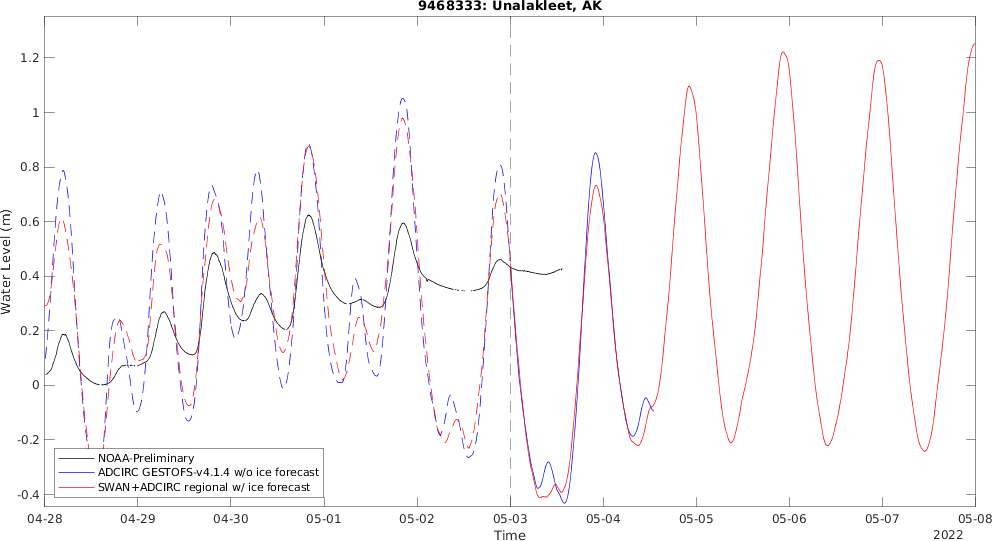 9468333: Unalakleet, AK
Water Level (m)
1.2
1
0.8
0.6
0.4
0.2
0
-0.2
-0.4
NOAA-Preliminary
ADCIRC GESTOFS-v4.1.4 w/o ice forecast
SWAN+ADCIRC regional w/ ice forecast
04-28 04-29 04-30 05-01 05-02 05-03 05-04 05-05 05-06 05-07 05-08
Time
2022